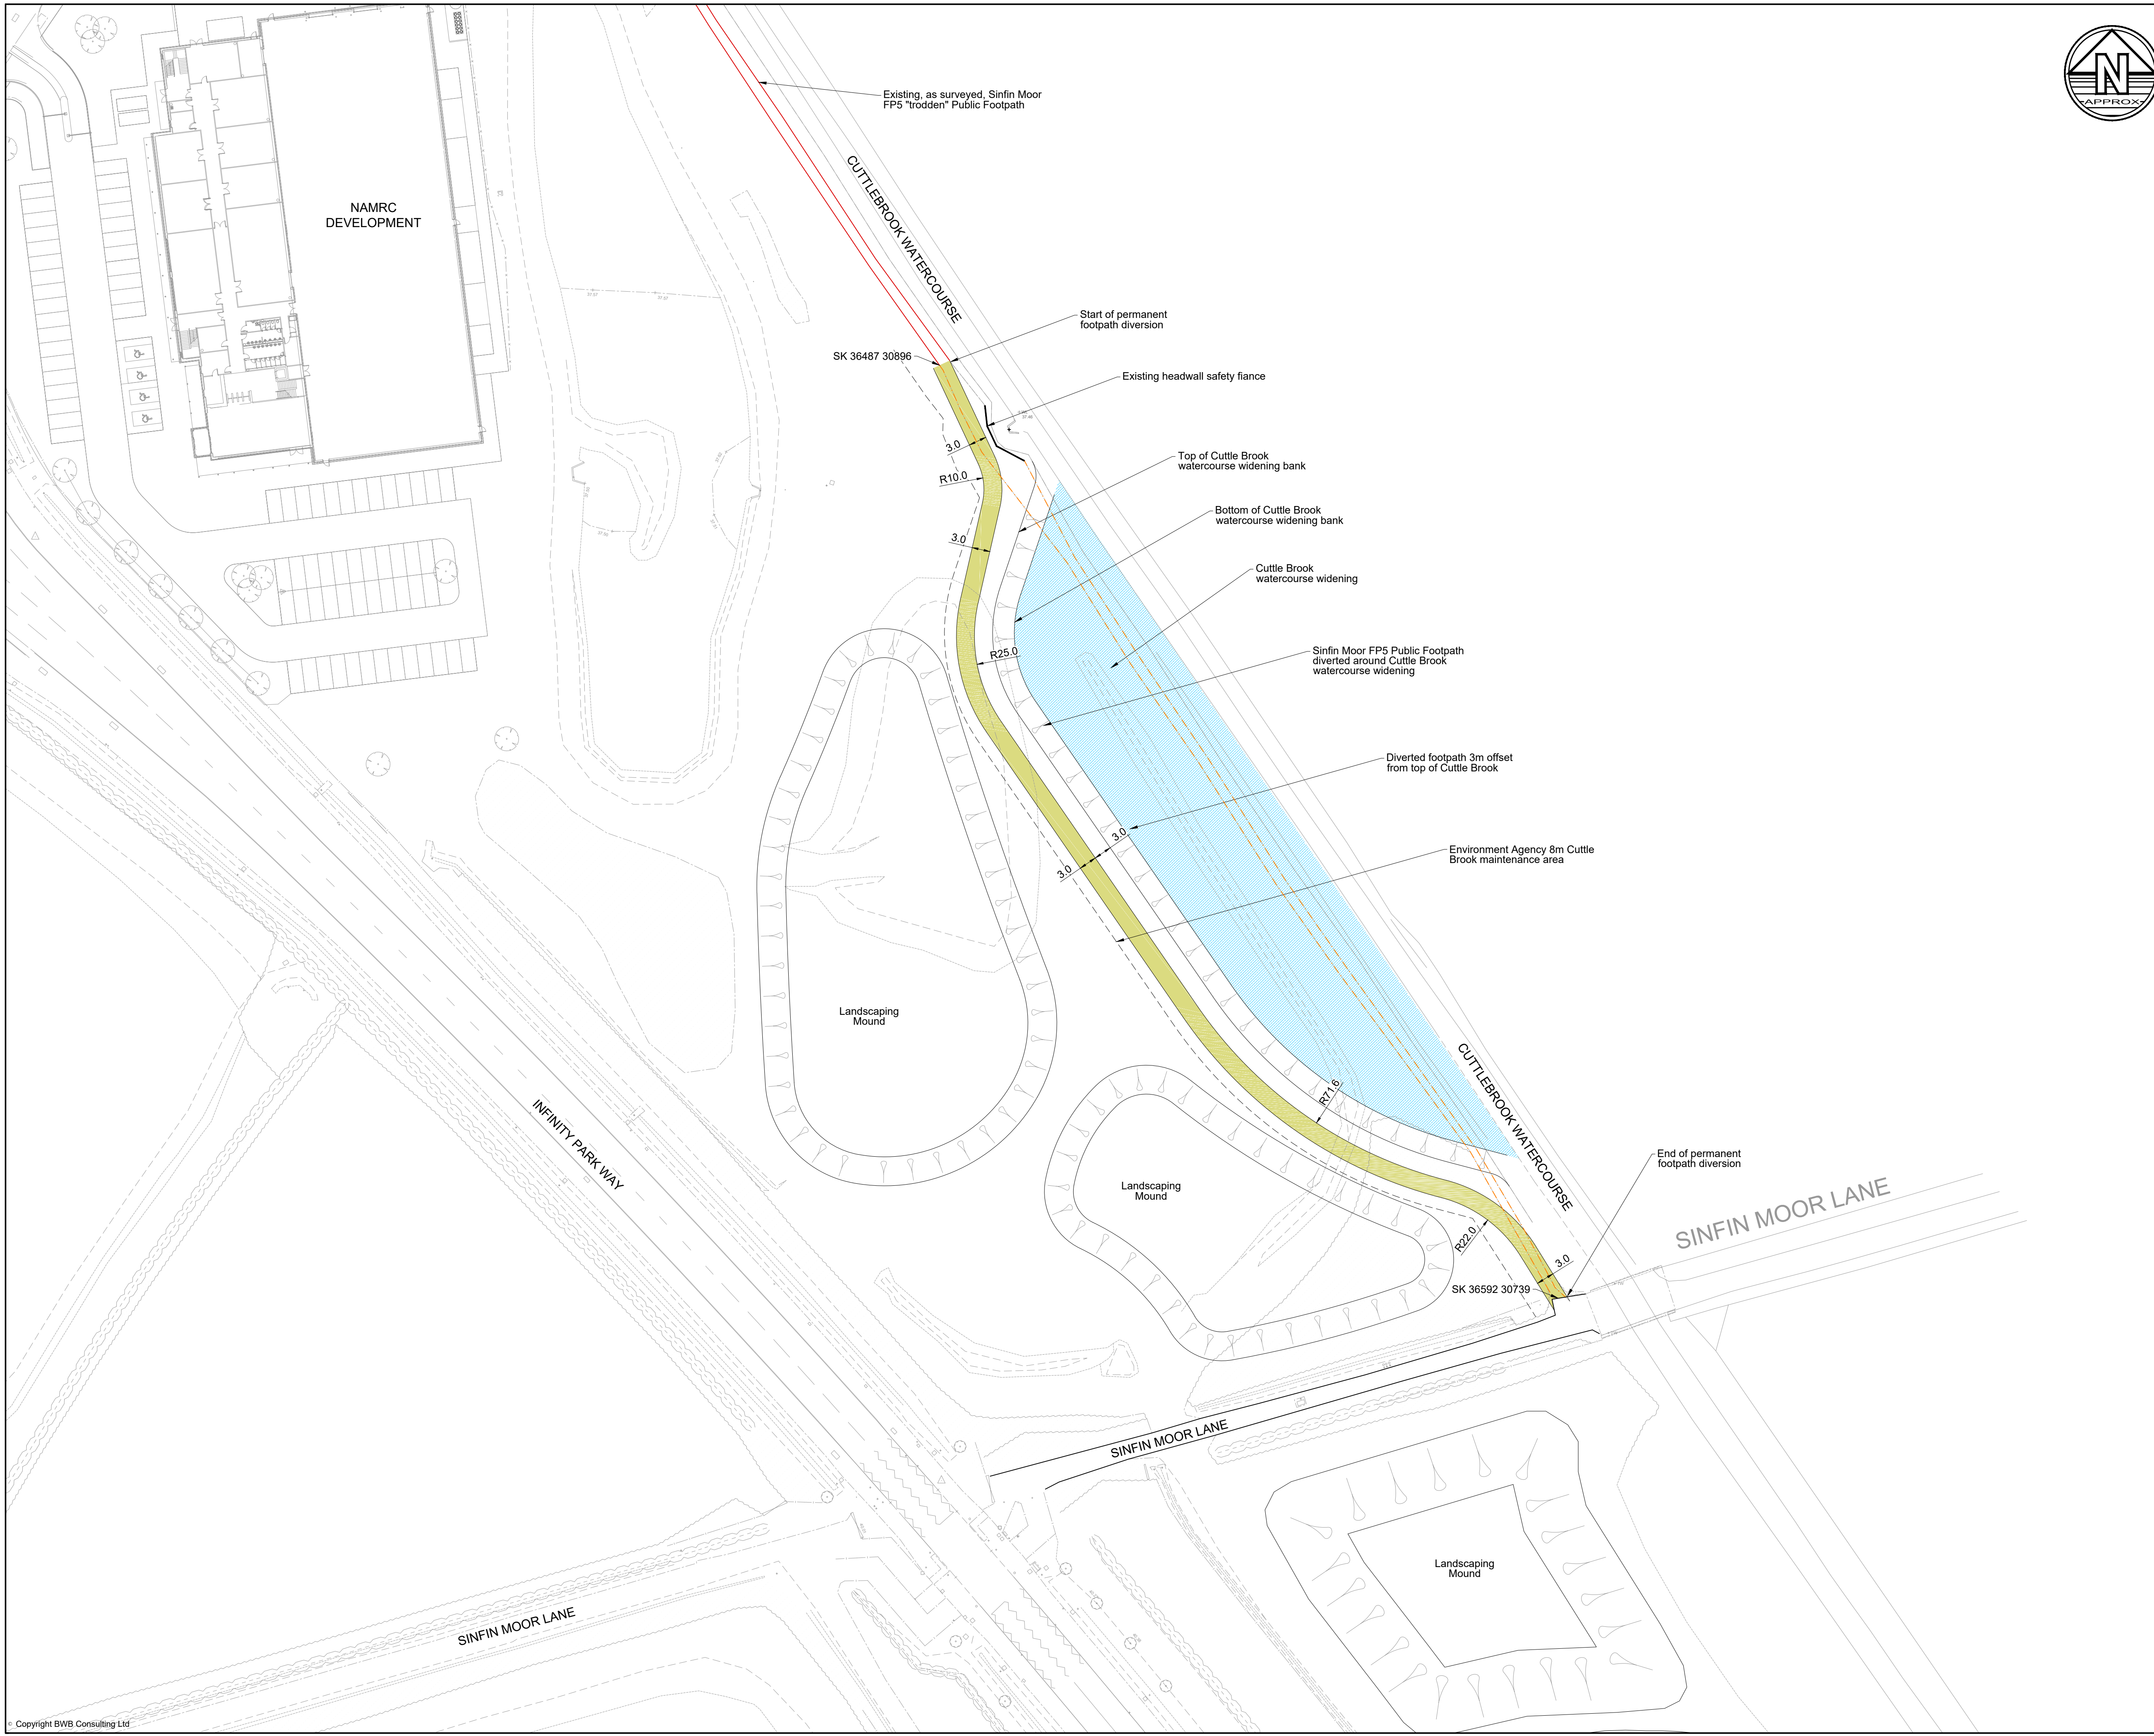 N
APPROX
Existing, as surveyed, Sinfin Moor
FP5 "trodden" Public Footpath
CUTTLEBROOK WATERCOURSE
NAMRC
DEVELOPMENT
Start of permanent
footpath diversion
SK 36487 30896
Existing headwall safety fiance
3.0
R10.0
Top of Cuttle Brook
watercourse widening bank
Bottom of Cuttle Brook
watercourse widening bank
3.0
Cuttle Brook
watercourse widening
R25.0
Sinfin Moor FP5 Public Footpath
diverted around Cuttle Brook
watercourse widening
Diverted footpath 3m offset
from top of Cuttle Brook
3.0
3.0
Environment Agency 8m Cuttle
Brook maintenance area
Landscaping
Mound
CUTTLEBROOK WATERCOURSE
R71.6
INFINITY PARK WAY
End of permanent
footpath diversion
Landscaping
Mound
SINFIN MOOR LANE
R22.0
3.0
SK 36592 30739
SINFIN MOOR LANE
Landscaping
Mound
SINFIN MOOR LANE
© Copyright BWB Consulting Ltd